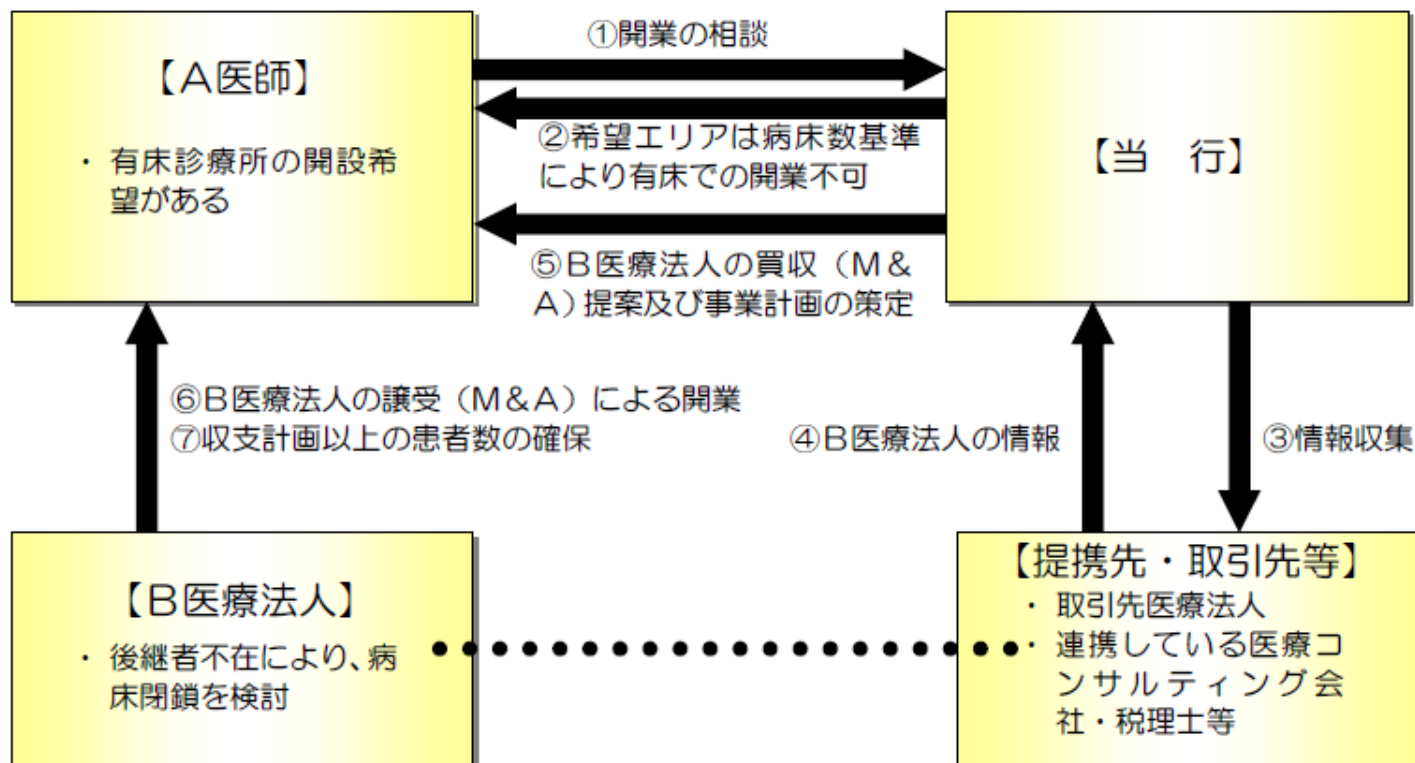 ①開業の相談
【A医師】
・ 有床診療所の開設希
望がある
②希望エリアは病床数基準
により有床での開業不可
【当　行】
⑤B医療法人の買収（M＆
A）提案及び事業計画の策定
⑥B医療法人の譲受（M＆A）による開業
⑦収支計画以上の患者数の確保
④B医療法人の情報
③情報収集
【B医療法人】
・ 後継者不在により、病
床閉鎖を検討
【提携先・取引先等】
・ 取引先医療法人
・ 連携している医療コ
ンサルティング会
社・税理士等